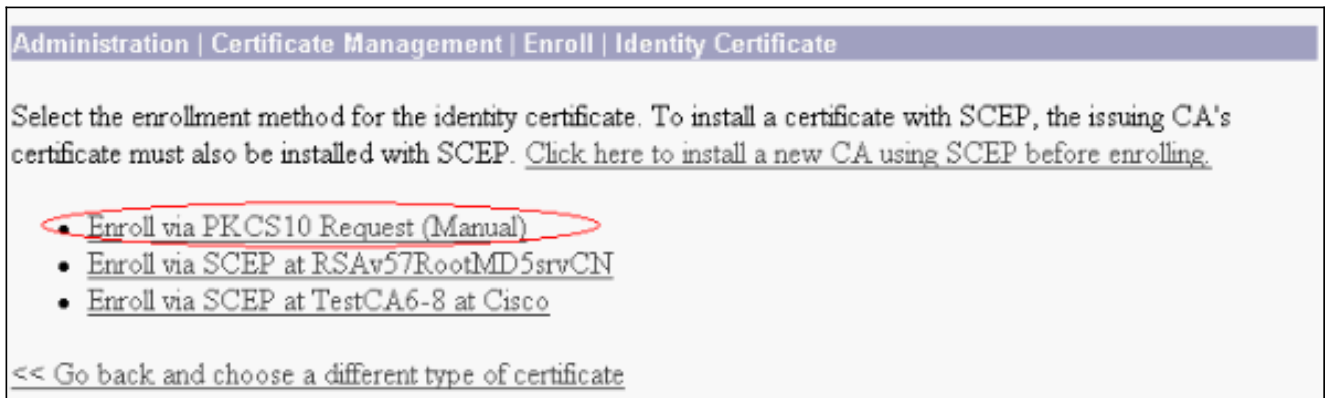 Administration | Certificate Management | Enroll | Identity Certificate
Select the enrollment method for the identity certificate. To install a certificate with SCEP, the issuing CA's
certificate must also be installed with SCEP. Click here to install a new CA using SCEP before enrolling.
• Enroll via PKCS10 Request (Manual)
• Enroll via SCEP at RSAv57RootMD5srvCN
• Enroll via SCEP at TestCA6-8 at Cisco
<< Go back and choose a different type of certificate